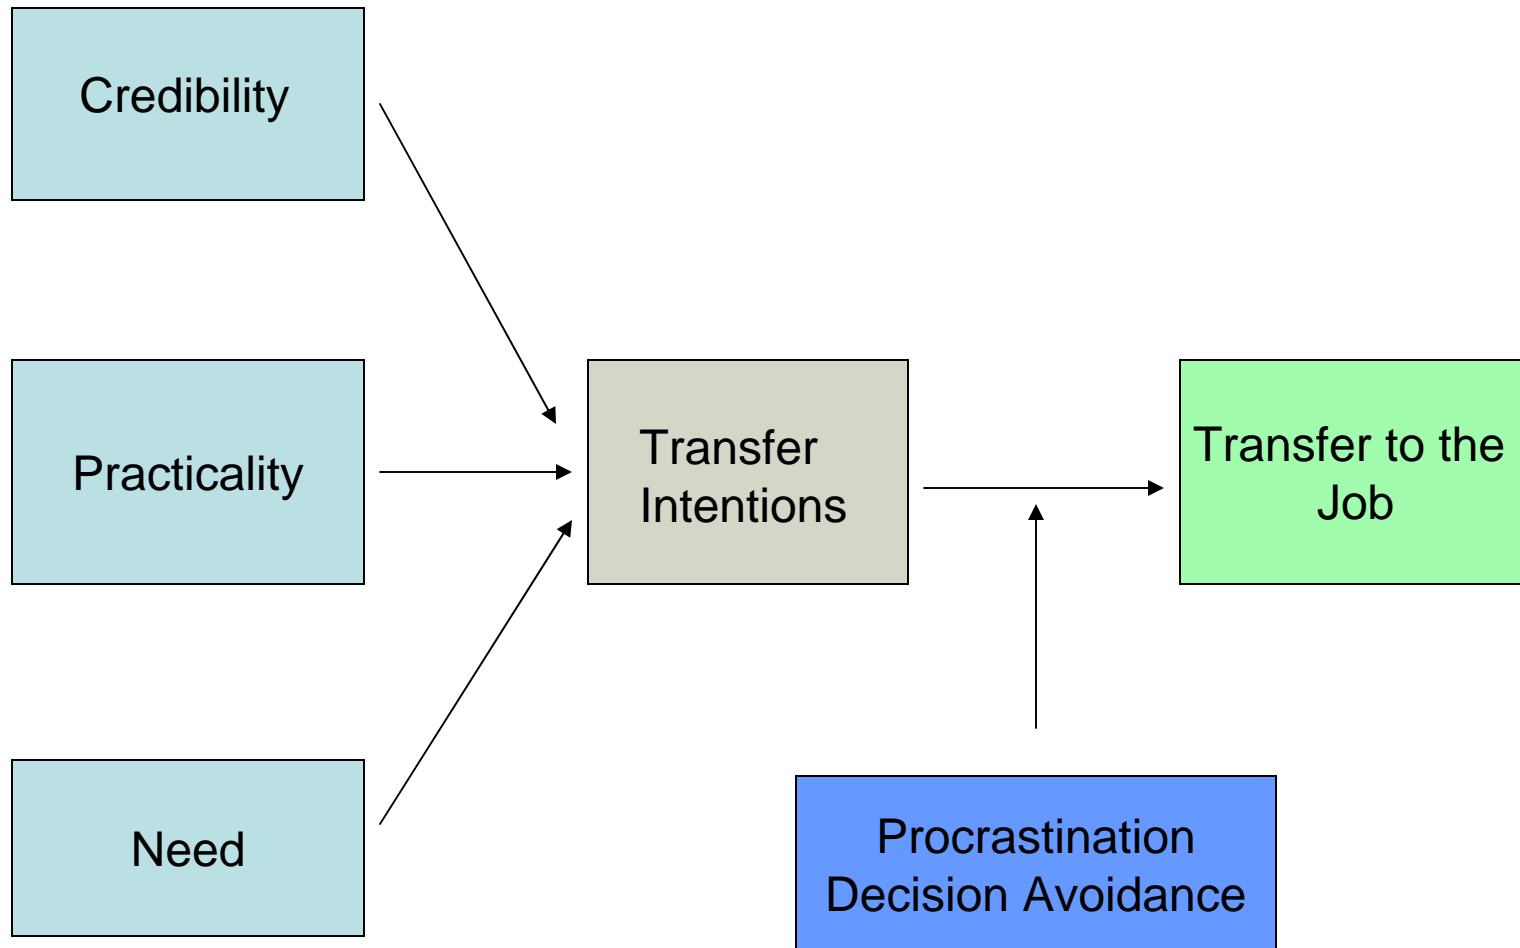 Credibility
Practicality
Need
Transfer
Intentions
Transfer to the
Job
Procrastination
Decision Avoidance